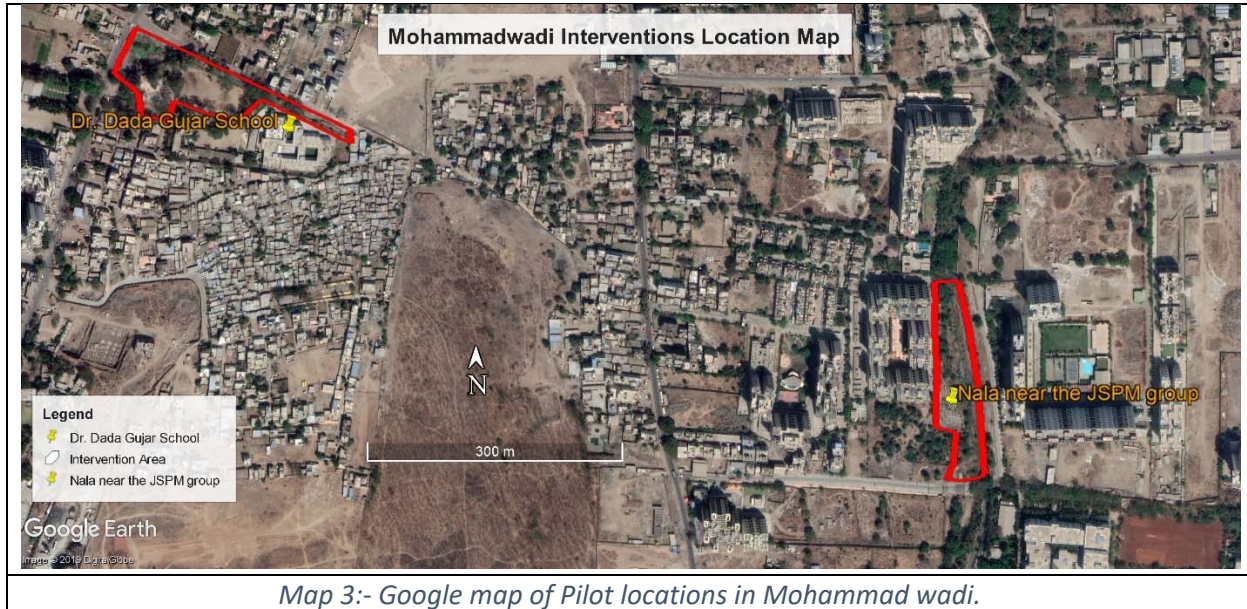 Mohammadwadi Interventions Location Map
Dr. Dada Gujar School
Nala near the JSPM group
N
300 m
Legend
Dr. Dada Gujar School
Intervention Area
Nala near the JSPM group
Google Earth
Image © 2019 DigitalGlobe
Map 3:- Google map of Pilot locations in Mohammad wadi.